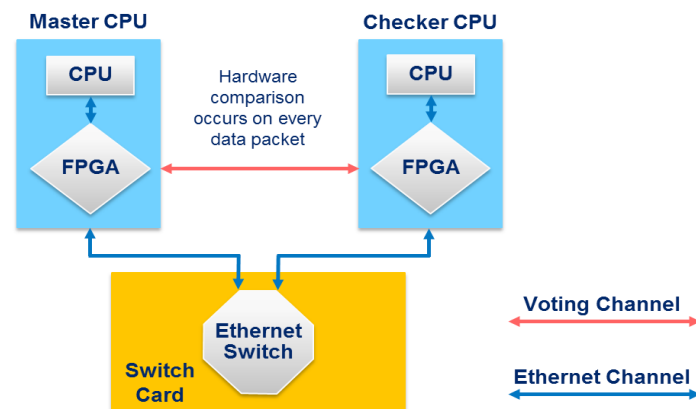 Master CPU
Checker CPU
CPU
CPU
Hardware
comparison
occurs on every
data packet
FPGA
FPGA
Ethernet
Switch
Switch
Card
Voting Channel
Ethernet Channel